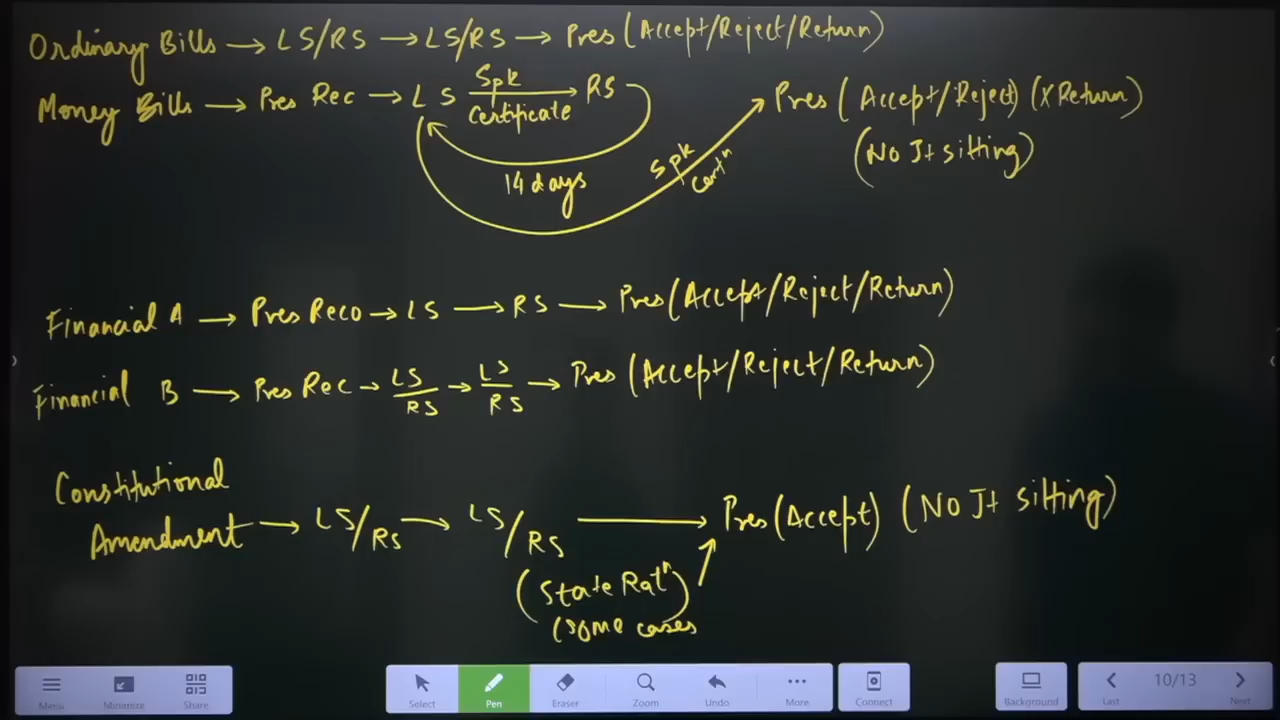 Ordinary Bills → LS/RS → LS/RS → Pres (Accept/Reject/Return)
Money Bills → Pres Rec → LS Spk certificate → RS
14 days
Spk Certⁿ
Pres (Accept/Reject) (X Return)
(No Jt sitting)
Financial A → Pres Reco → LS → RS → Pres (Accept/Reject/Return)
Financial B → Pres Rec → LS/RS → LS/RS → Pres (Accept/Reject/Return)
Constitutional
Amendment → LS/RS → LS/RS → Pres (Accept) (No Jt sitting)
(State Ratⁿ)
(some cases
Menu Minimize Share Select Pen Eraser Zoom Undo More Connect Background Last 10/13 Next